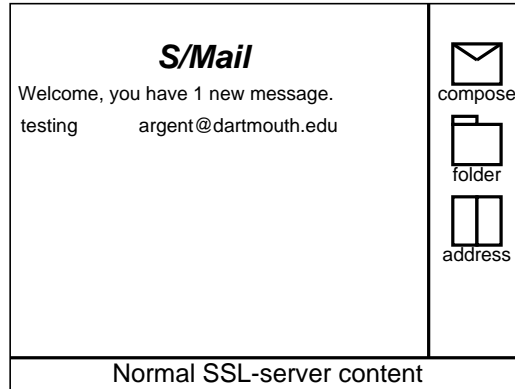 S/Mail
Welcome, you have 1 new message.
testing argent@dartmouth.edu
compose
folder
address
Normal SSL-server content